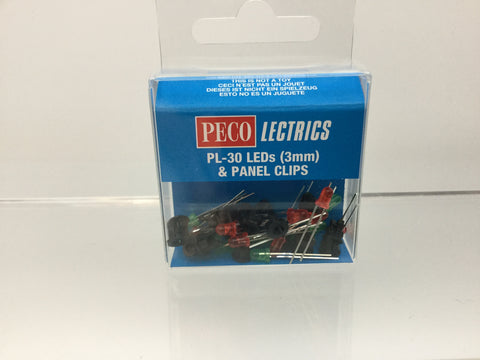 THIS IS NOT A TOY
CECI N EST PAS UN JOUET
DIESES IST NICHT EIN SPIELZEUG
ESTO NO ES UN JUGUETE
PECO LECTRICS
PL-30 LEDs (3mm)
& PANEL CLIPS